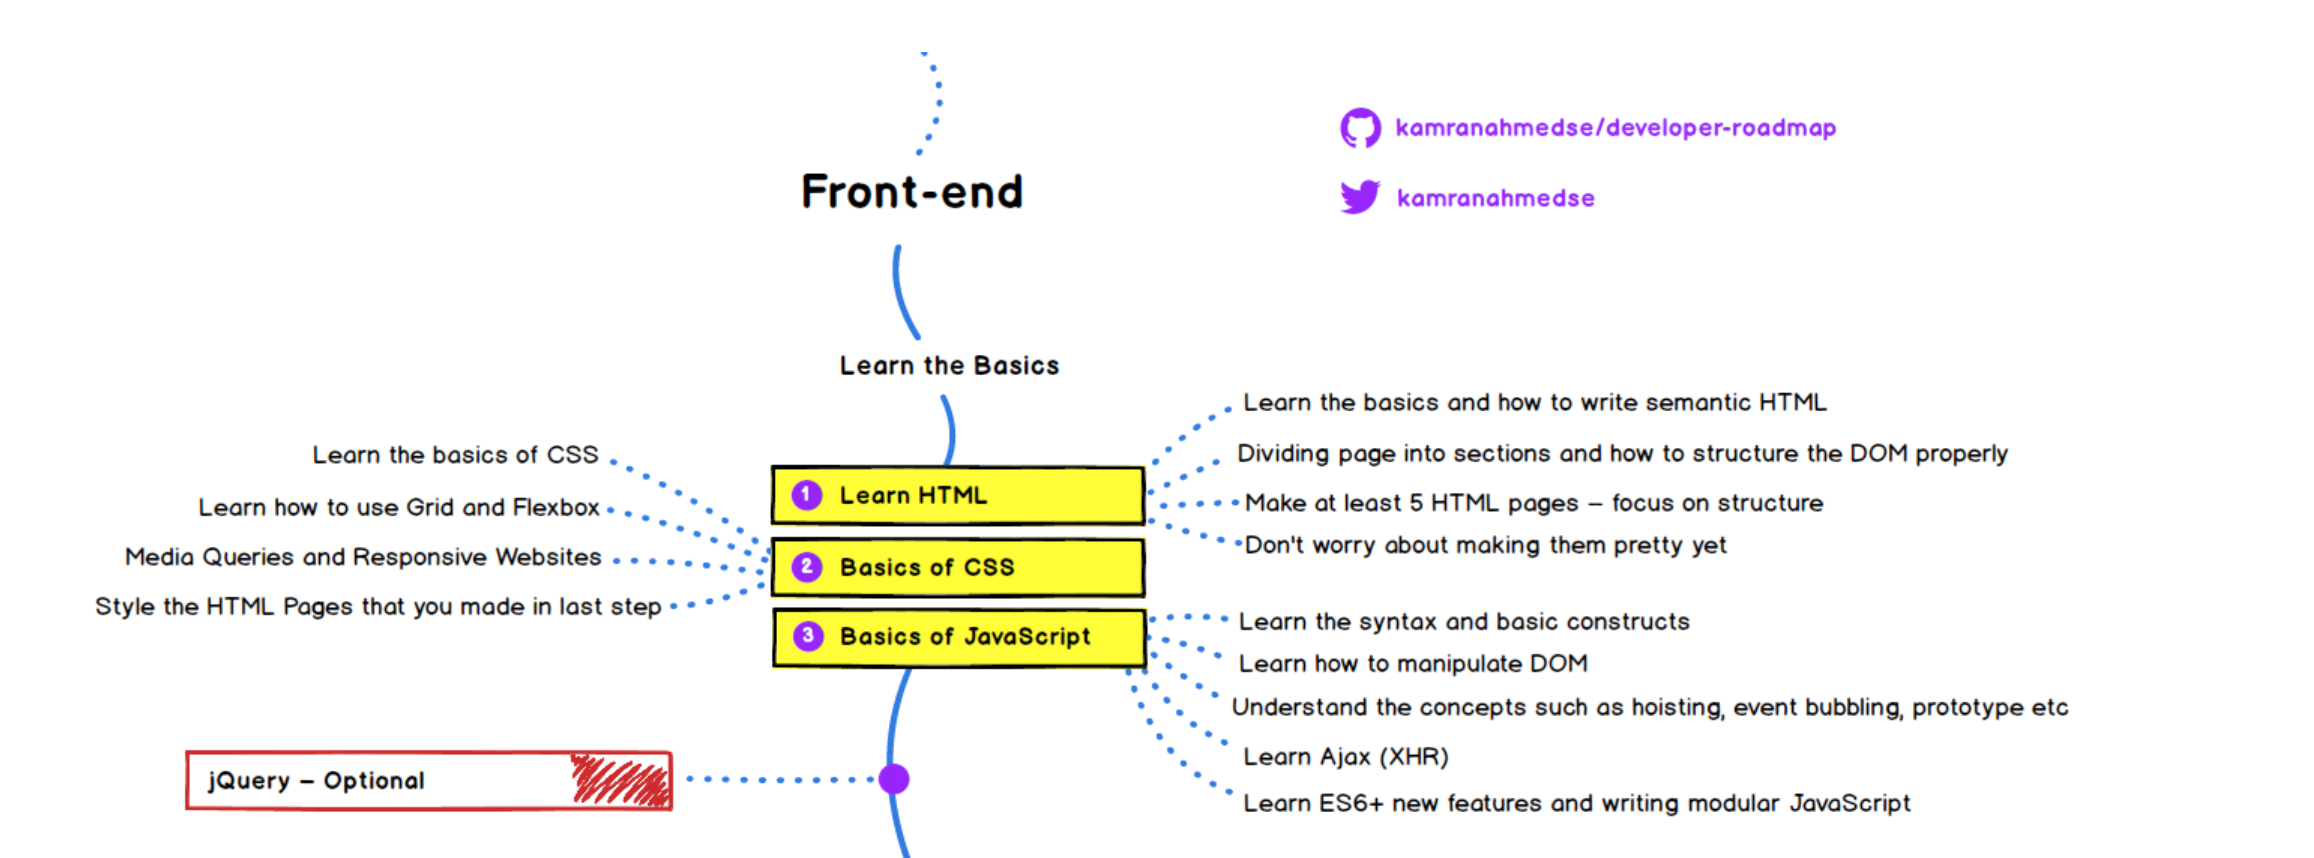 kamranahmedse/developer-roadmap
Front-end
kamranahmedse
Learn the Basics
1 Learn HTML
Learn the basics and how to write semantic HTML
Dividing page into sections and how to structure the DOM properly
Make at least 5 HTML pages – focus on structure
Don't worry about making them pretty yet
2 Basics of CSS
Learn the basics of CSS
Learn how to use Grid and Flexbox
Media Queries and Responsive Websites
Style the HTML Pages that you made in last step
3 Basics of JavaScript
Learn the syntax and basic constructs
Learn how to manipulate DOM
Understand the concepts such as hoisting, event bubbling, prototype etc
Learn Ajax (XHR)
Learn ES6+ new features and writing modular JavaScript
jQuery – Optional